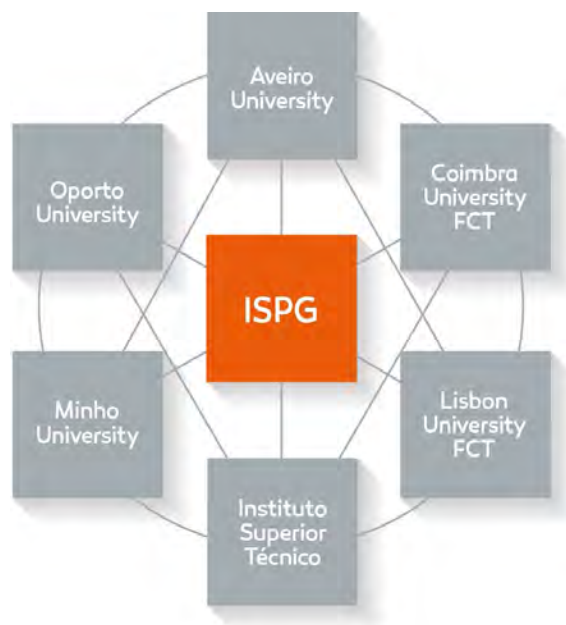 Aveiro
University
Oporto
University
Coimbra
University
FCT
ISPG
Minho
University
Lisbon
University
FCT
Instituto
Superior
Técnico